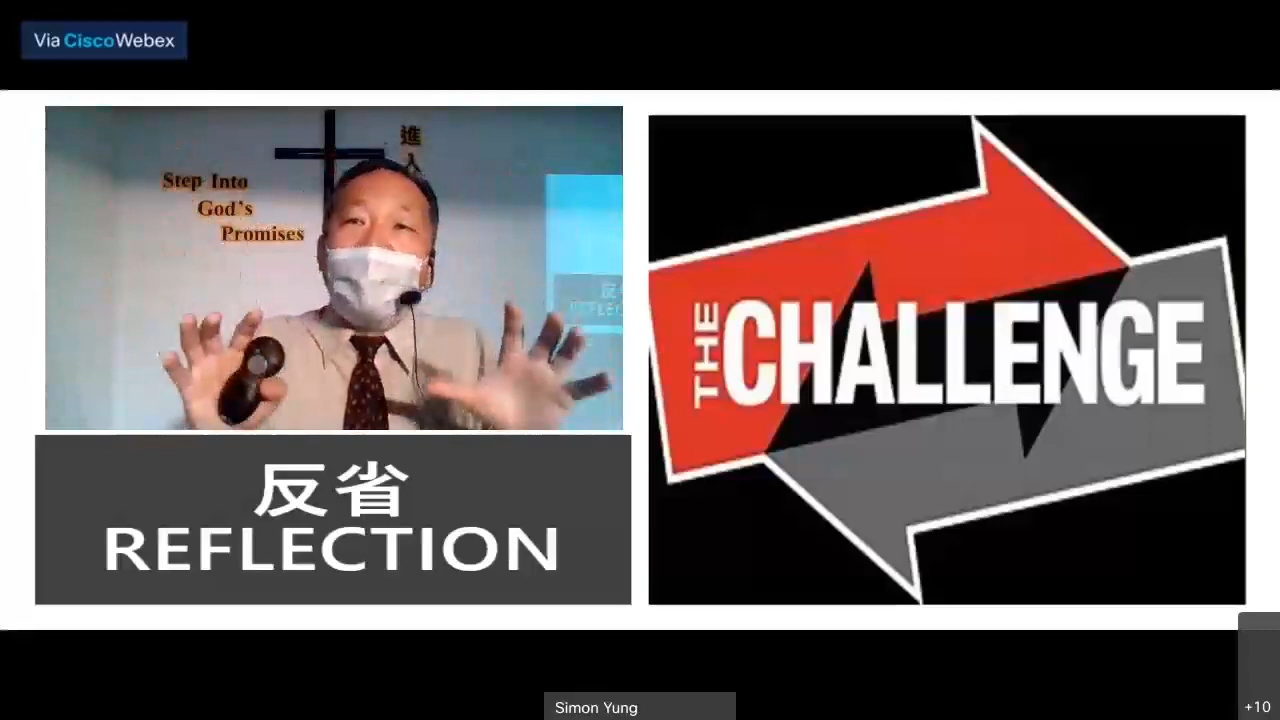 Via CiscoWebex
進
入
Step Into
God's
Promises
反省
REFLECTION
THE
CHALLENGE
Simon Yung
+10